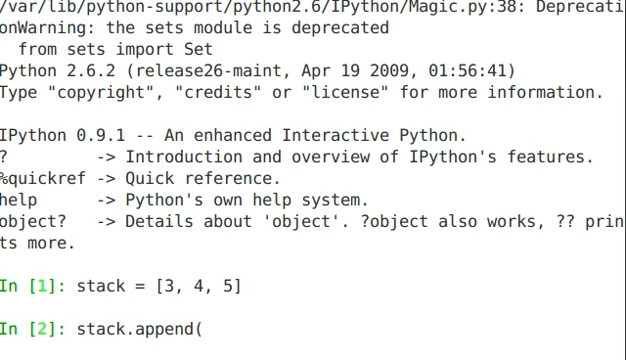 /var/lib/python-support/python2.6/IPython/Magic.py:38: Deprecati
onWarning: the sets module is deprecated
  from sets import Set
Python 2.6.2 (release26-maint, Apr 19 2009, 01:56:41)
Type "copyright", "credits" or "license" for more information.
IPython 0.9.1 -- An enhanced Interactive Python.
?         -> Introduction and overview of IPython's features.
%quickref -> Quick reference.
help      -> Python's own help system.
object?   -> Details about 'object'. ?object also works, ?? prin
ts more.
In [1]: stack = [3, 4, 5]
In [2]: stack.append(